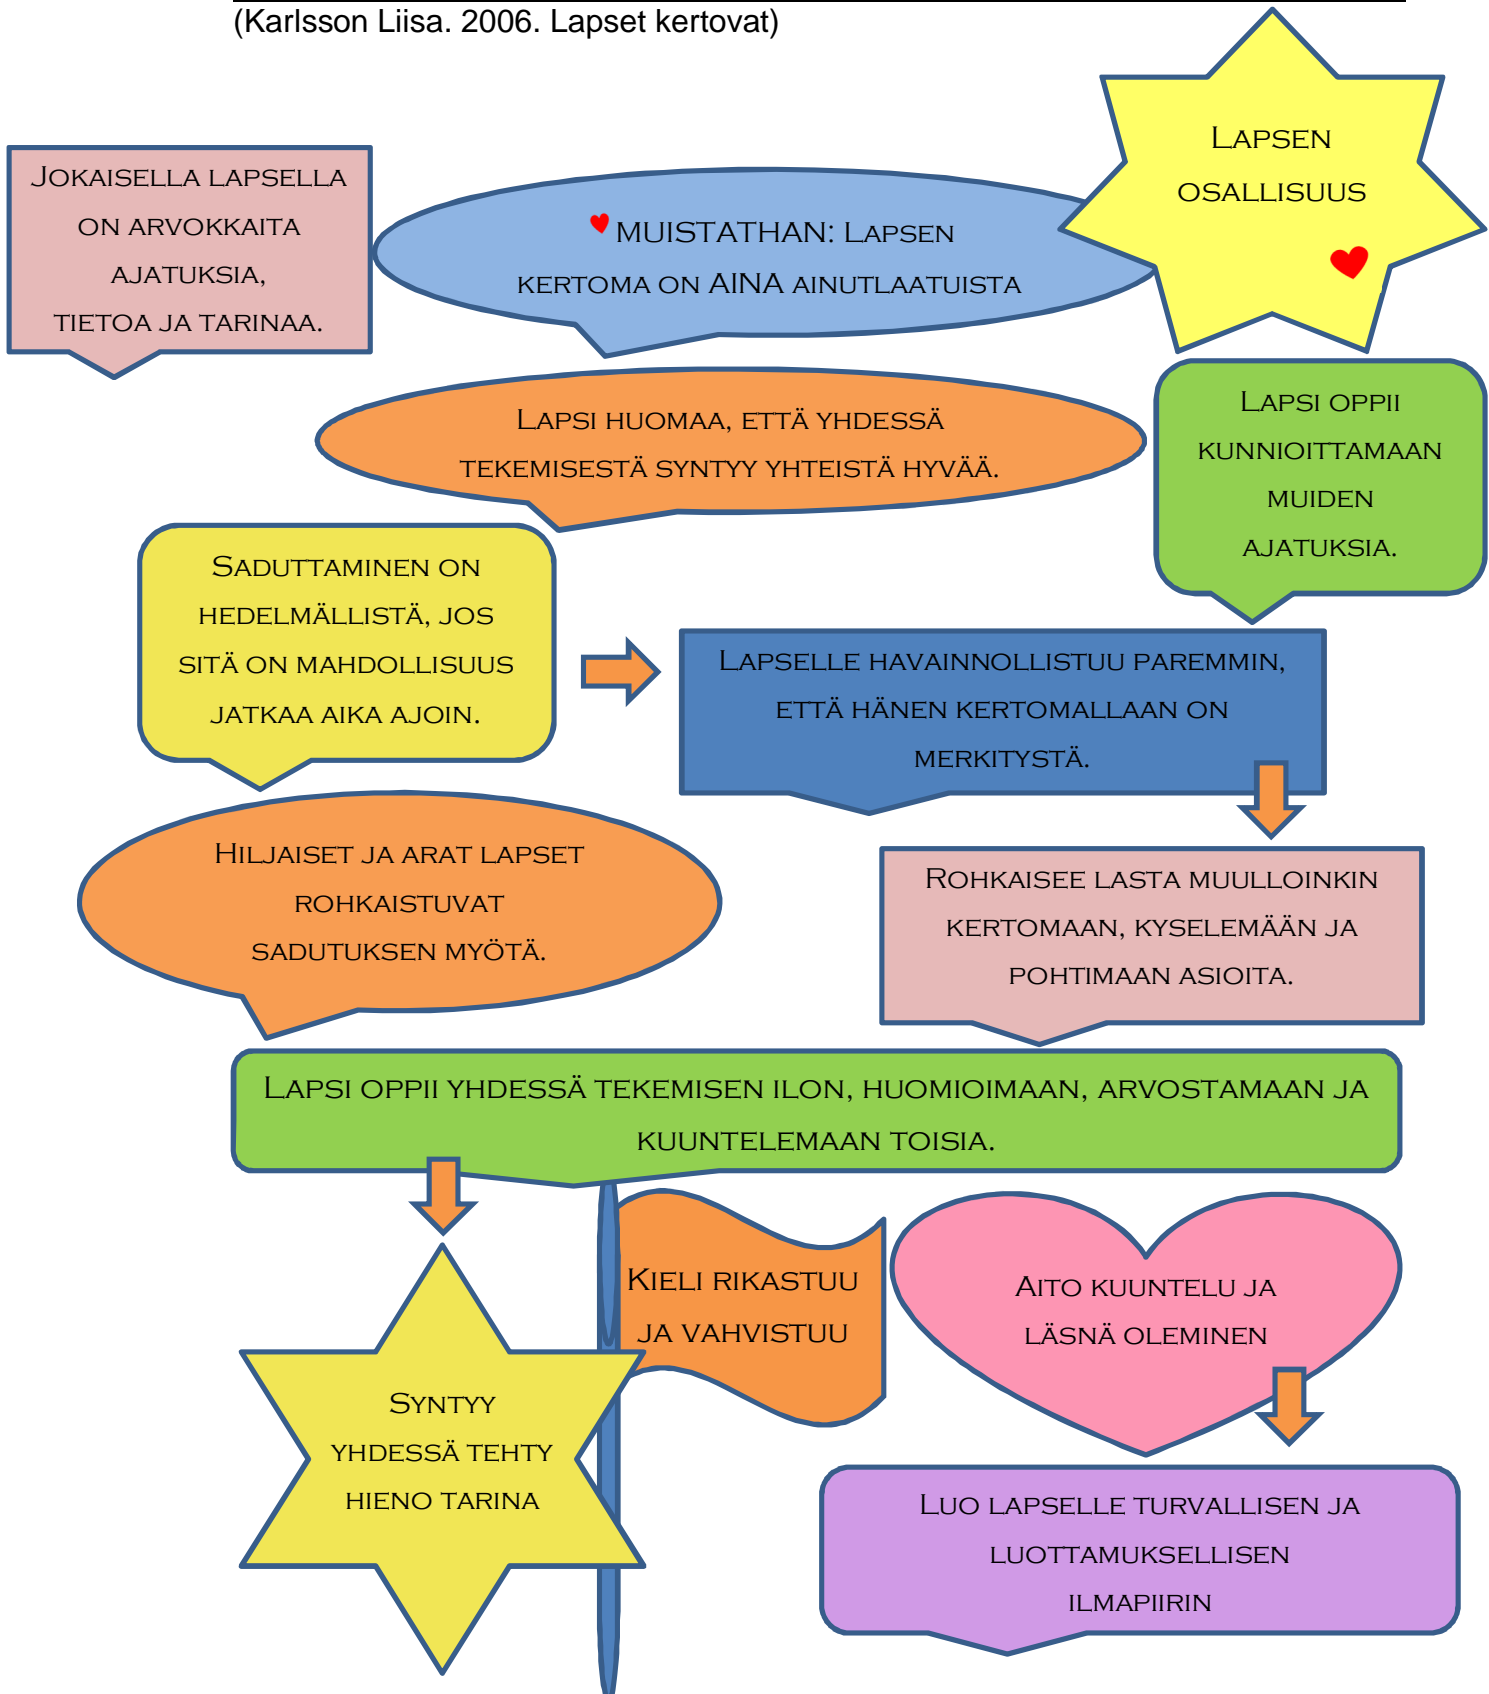 (Karlsson Liisa. 2006. Lapset kertovat)
LAPSEN
OSALLISUUS
JOKAISELLA LAPSELLA
ON ARVOKKAITA
AJATUKSIA,
TIETOA JA TARINAA.
MUISTATHAN: LAPSEN
KERTOMA ON AINA AINUTLAATUISTA
LAPSI HUOMAA, ETTÄ YHDESSÄ
TEKEMISESTÄ SYNTYY YHTEISTÄ HYVÄÄ.
LAPSI OPPII
KUNNIOITTAMAAN
MUIDEN
AJATUKSIA.
SADUTTAMINEN ON
HEDELMÄLLISTÄ, JOS
SITÄ ON MAHDOLLISUUS
JATKAA AIKA AJOIN.
LAPSELLE HAVAINNOLLISTUU PAREMMIN,
ETTÄ HÄNEN KERTOMALLAAN ON
MERKITYSTÄ.
HILJAISET JA ARAT LAPSET
ROHKAISTUVAT
SADUTUKSEN MYÖTÄ.
ROHKAISEE LASTA MUULLOINKIN
KERTOMAAN, KYSELEMÄÄN JA
POHTIMAAN ASIOITA.
LAPSI OPPII YHDESSÄ TEKEMISEN ILON, HUOMIOIMAAN, ARVOSTAMAAN JA
KUUNTELEMAAN TOISIA.
KIELI RIKASTUU
JA VAHVISTUU
AITO KUUNTELU JA
LÄSNÄ OLEMINEN
SYNTYY
YHDESSÄ TEHTY
HIENO TARINA
LUO LAPSELLE TURVALLISEN JA
LUOTTAMUKSELLISEN
ILMAPIIRIN